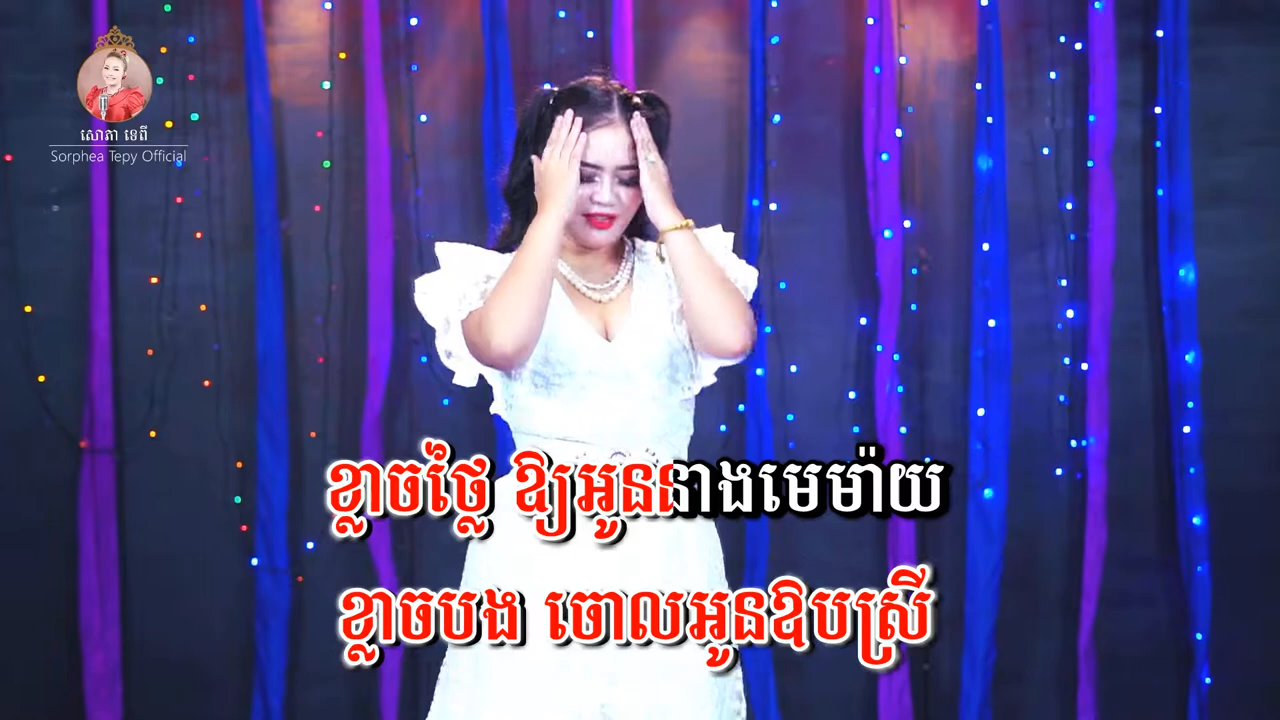 សោភា ទេពី
Sorphea Tepy Official
ខ្លាចថ្លៃ ឱ្យអូននាងមេម៉ាយ
ខ្លាចបង ចោលអូនឱបស្រី